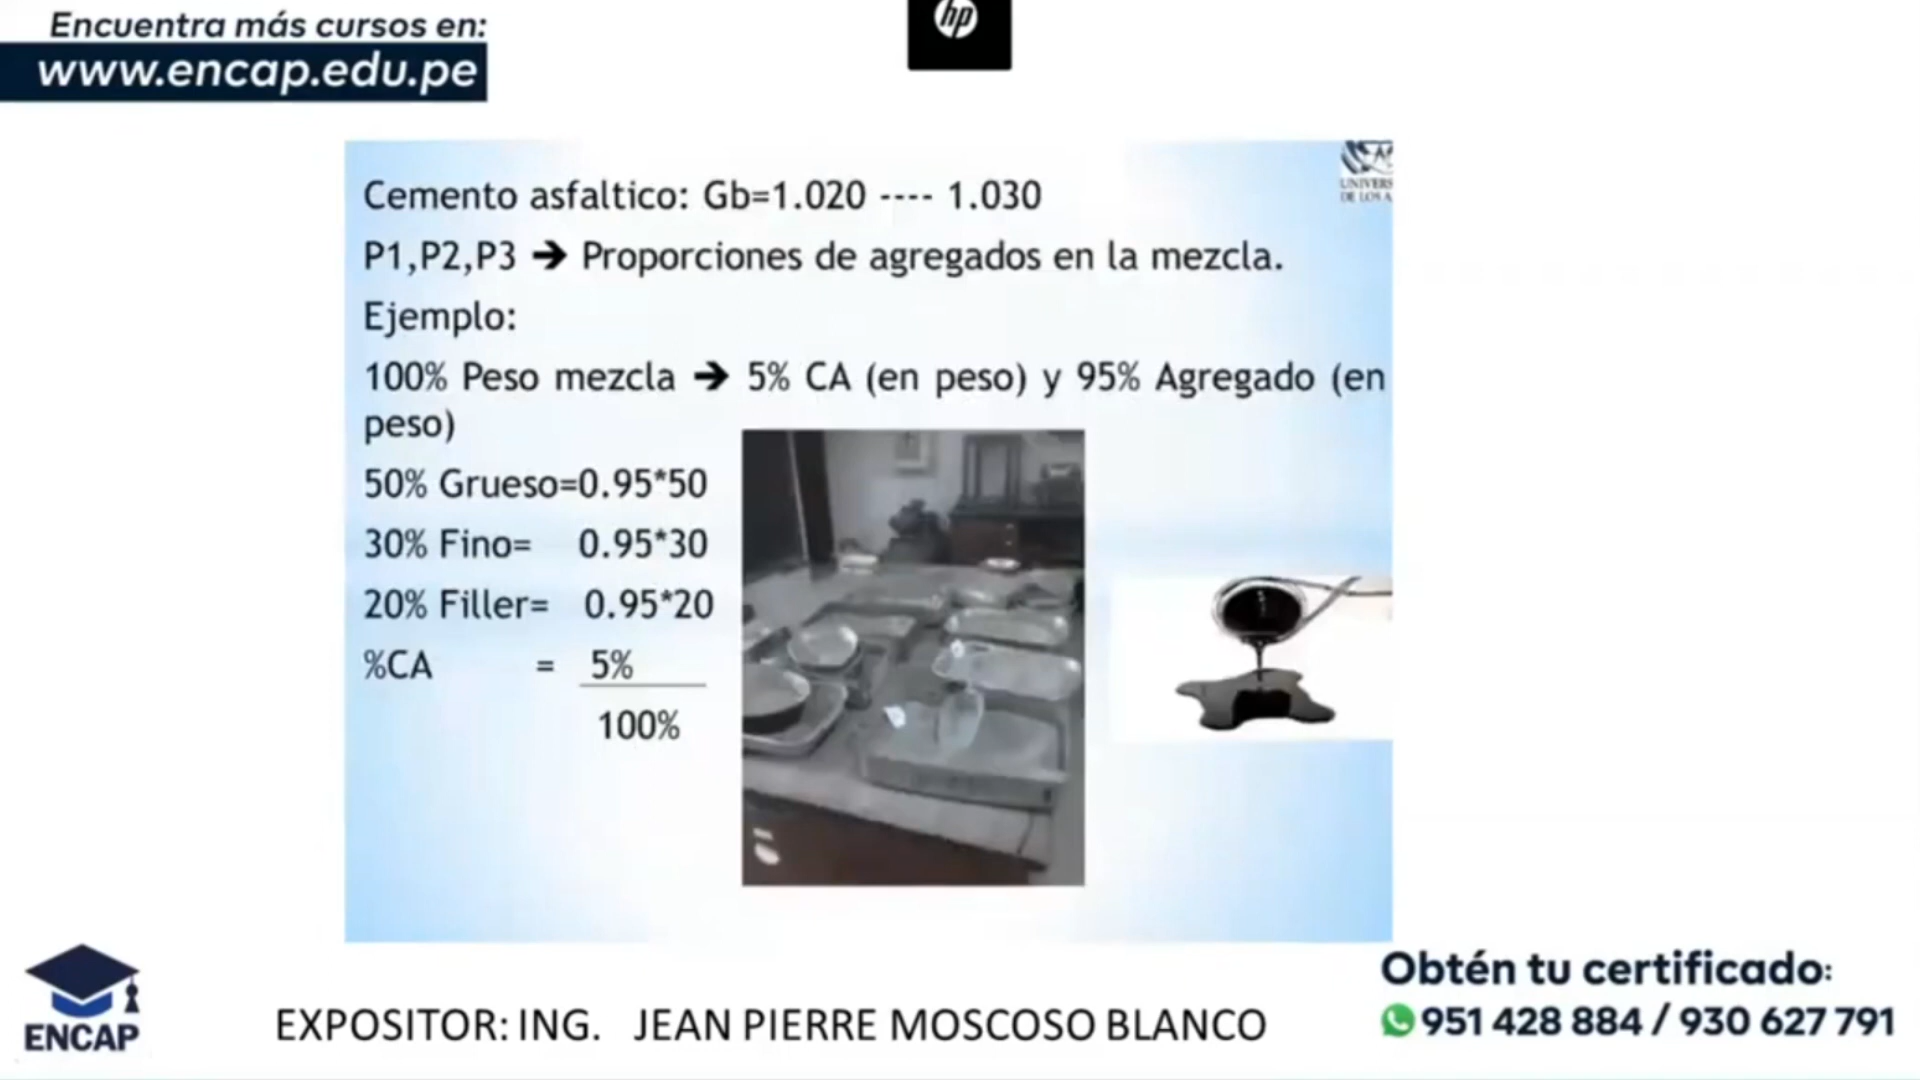 Encuentra más cursos en:
www.encap.edu.pe
hp
Cemento asfaltico: Gb=1.020 ---- 1.030
P1,P2,P3 ➔ Proporciones de agregados en la mezcla.
Ejemplo:
100% Peso mezcla ➔ 5% CA (en peso) y 95% Agregado (en
peso)
50% Grueso=0.95*50
30% Fino= 0.95*30
20% Filler= 0.95*20
%CA = 5%
100%
UNIVERS
DE LOS A
ENCAP
EXPOSITOR: ING. JEAN PIERRE MOSCOSO BLANCO
Obtén tu certificado:
951 428 884 / 930 627 791